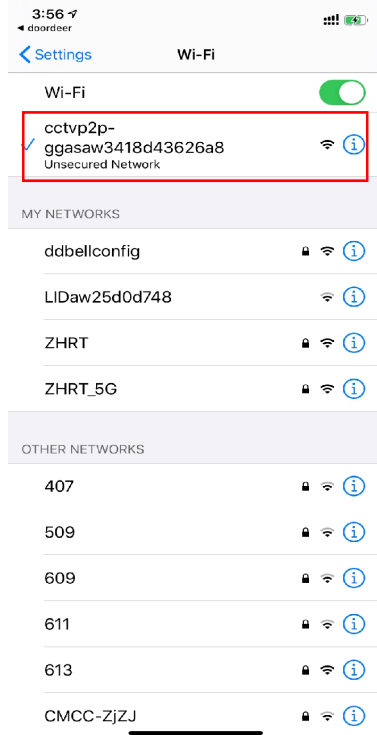 3:56
doordeer
Settings
Wi-Fi
Wi-Fi
cctvp2p-
ggasaw3418d43626a8
Unsecured Network
MY NETWORKS
ddbellconfig
LIDaw25d0d748
ZHRT
ZHRT_5G
OTHER NETWORKS
407
509
609
611
613
CMCC-ZjZJ